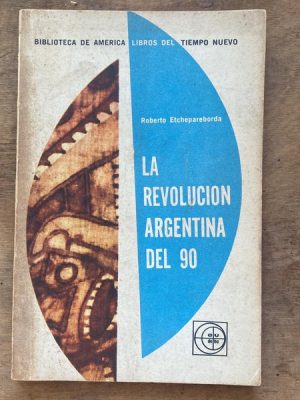 BIBLIOTECA DE AMERICA LIBROS DEL TIEMPO NUEVO
Roberto Etchepareborda
LA
REVOLUCION
ARGENTINA
DEL 90